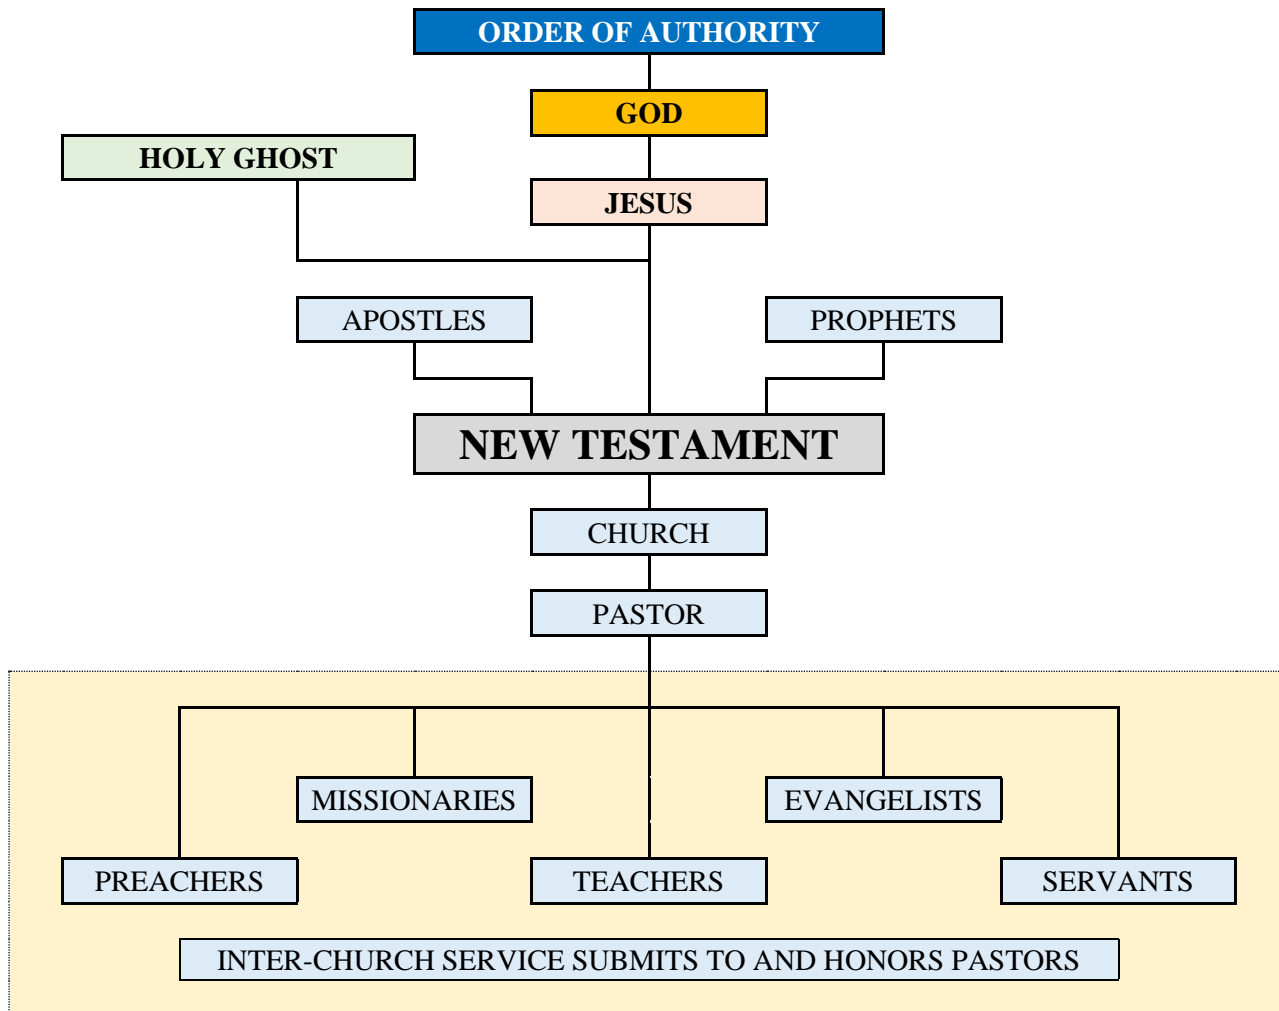 ORDER OF AUTHORITY
GOD
HOLY GHOST
JESUS
APOSTLES
PROPHETS
NEW TESTAMENT
CHURCH
PASTOR
MISSIONARIES
EVANGELISTS
PREACHERS
TEACHERS
SERVANTS
INTER-CHURCH SERVICE SUBMITS TO AND HONORS PASTORS